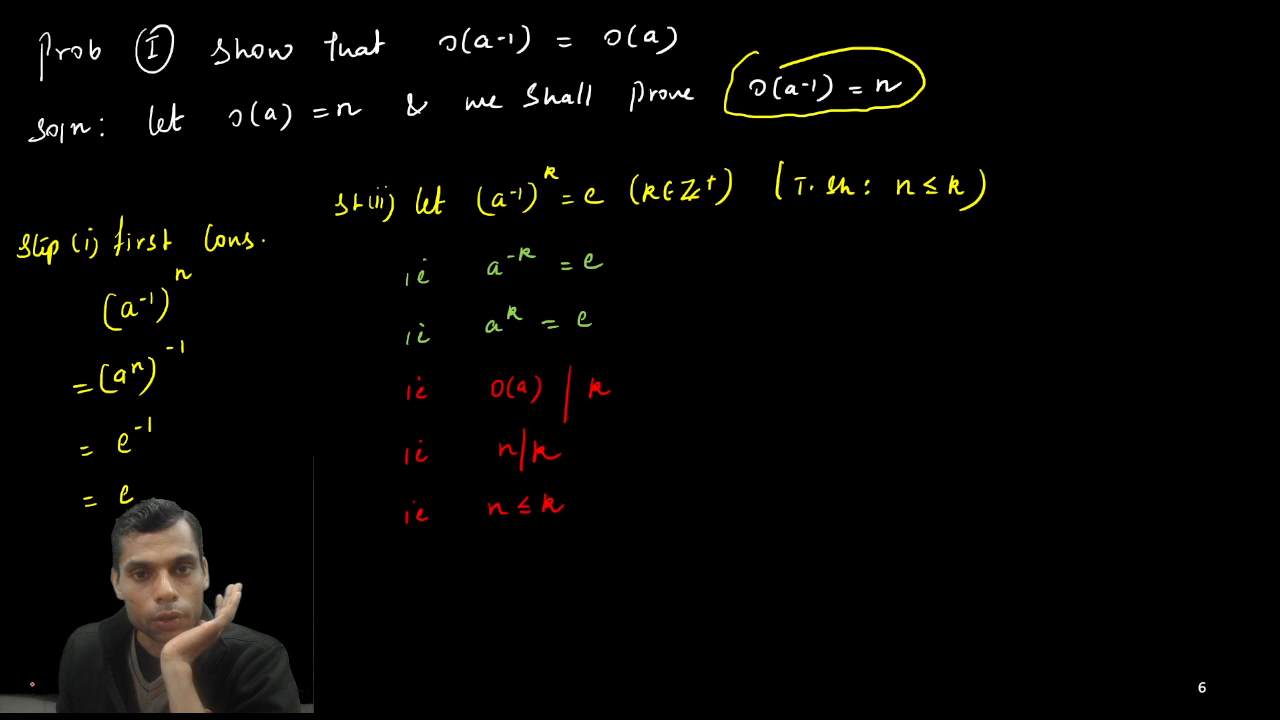 Prob (I) show that o(a-1) = o(a)
Soln: let o(a) = n & we shall prove o(a-1) = n
Step (i) first Cons.
(a-1)^n
= (a^n)^-1
= e^-1
= e
St(ii) let (a-1)^k = e (k∈Z+) [T. sh: n ≤ k)
ie a^-k = e
ie a^k = e
ie o(a) | k
ie n|k
ie n ≤ k
6